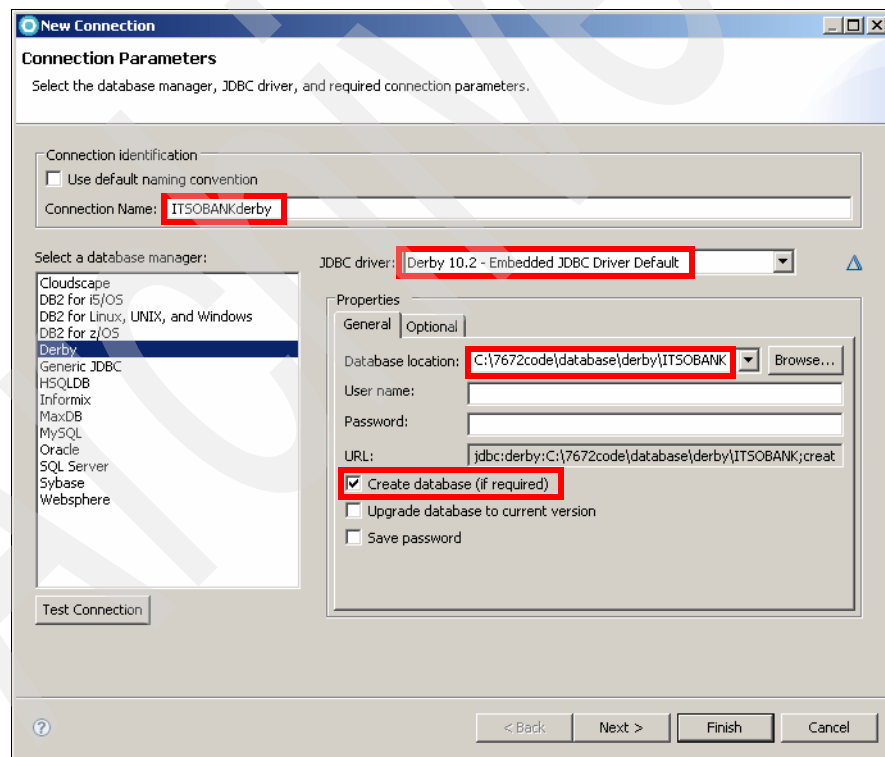 New Connection
Connection Parameters
Select the database manager, JDBC driver, and required connection parameters.
Connection identification
Use default naming convention
Connection Name: ITSOBANKderby
Select a database manager:
Cloudscape
DB2 for i5/OS
DB2 for Linux, UNIX, and Windows
DB2 for z/OS
Derby
Generic JDBC
HSQLDB
Informix
MaxDB
MySQL
Oracle
SQL Server
Sybase
Websphere
Test Connection
JDBC driver: Derby 10.2 - Embedded JDBC Driver Default
Properties
General Optional
Database location: C:\7672code\database\derby\ITSOBANK Browse...
User name:
Password:
URL: jdbc:derby:C:\7672code\database\derby\ITSOBANK;creat
Create database (if required)
Upgrade database to current version
Save password
? < Back Next > Finish Cancel